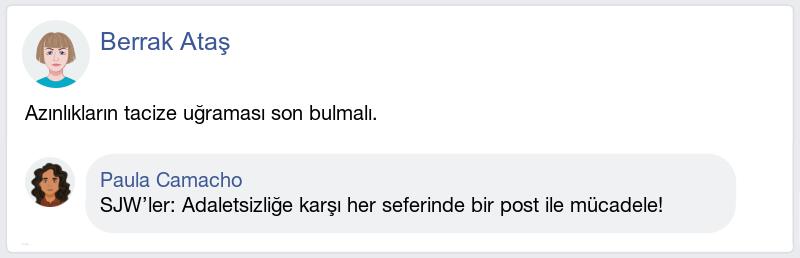 Berrak Ataş
Azınlıkların tacize uğraması son bulmalı.
Paula Camacho
SJW’ler: Adaletsizliğe karşı her seferinde bir post ile mücadele!